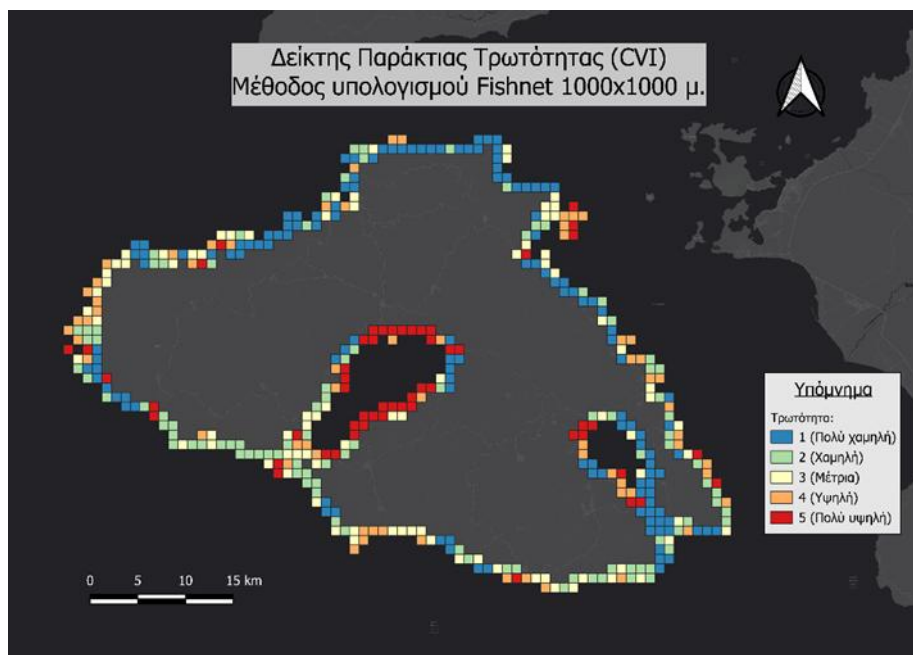 Δείκτης Παράκτιας Τρωτότητας (CVI)
Μέθοδος υπολογισμού Fishnet 1000x1000 μ.
Υπόμνημα
Τρωτότητα:
1 (Πολύ χαμηλή)
2 (Χαμηλή)
3 (Μέτρια)
4 (Υψηλή)
5 (Πολύ υψηλή)
0 5 10 15 km